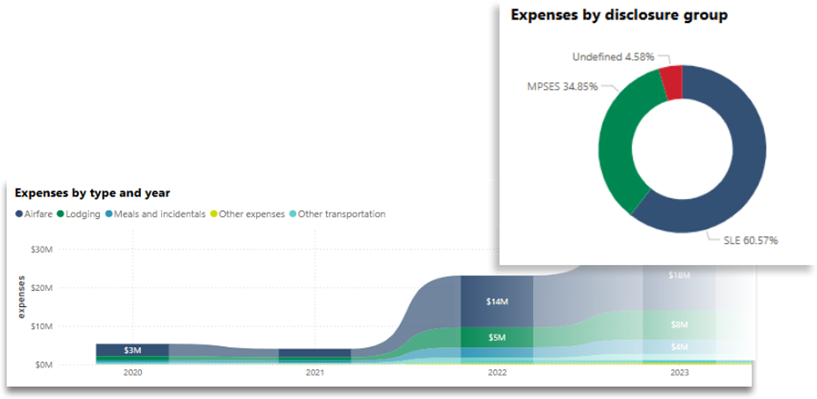 Expenses by disclosure group
Undefined 4.58%
MPSES 34.85%
SLE 60.57%
Expenses by type and year
Airfare Lodging Meals and incidentals Other expenses Other transportation
expenses
$30M
$20M
$10M
$0M
$3M
$14M
$5M
$18M
$8M
$4M
2020 2021 2022 2023